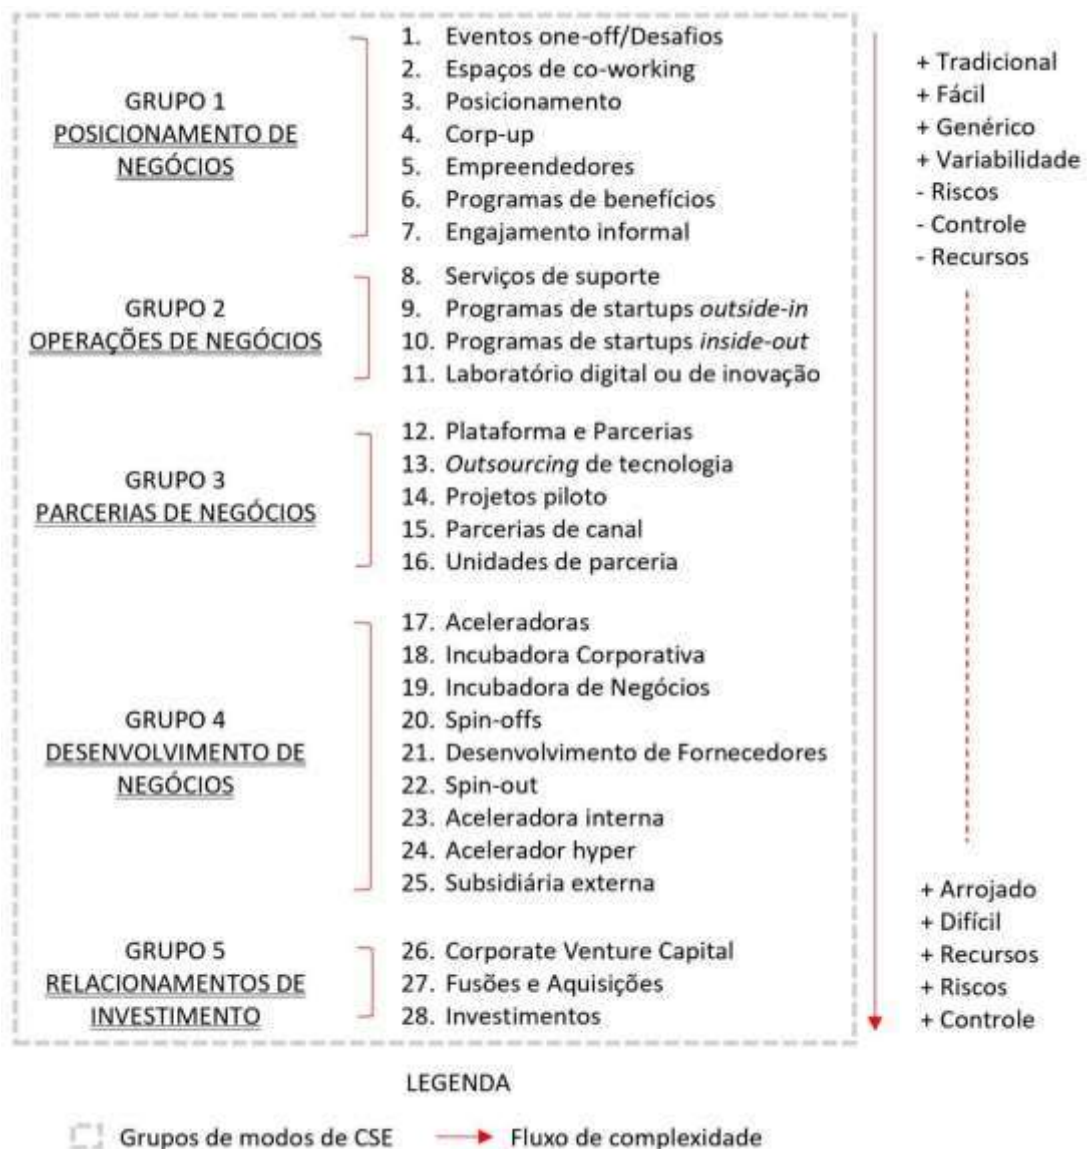 GRUPO 1
POSICIONAMENTO DE
NEGÓCIOS
1. Eventos one-off/Desafios
2. Espaços de co-working
3. Posicionamento
4. Corp-up
5. Empreendedores
6. Programas de benefícios
7. Engajamento informal
GRUPO 2
OPERAÇÕES DE NEGÓCIOS
8. Serviços de suporte
9. Programas de startups outside-in
10. Programas de startups inside-out
11. Laboratório digital ou de inovação
GRUPO 3
PARCERIAS DE NEGÓCIOS
12. Plataforma e Parcerias
13. Outsourcing de tecnologia
14. Projetos piloto
15. Parcerias de canal
16. Unidades de parceria
GRUPO 4
DESENVOLVIMENTO DE
NEGÓCIOS
17. Aceleradoras
18. Incubadora Corporativa
19. Incubadora de Negócios
20. Spin-offs
21. Desenvolvimento de Fornecedores
22. Spin-out
23. Aceleradora interna
24. Acelerador hyper
25. Subsidiária externa
GRUPO 5
RELACIONAMENTOS DE
INVESTIMENTO
26. Corporate Venture Capital
27. Fusões e Aquisições
28. Investimentos
+ Tradicional
+ Fácil
+ Genérico
+ Variabilidade
- Riscos
- Controle
- Recursos
+ Arrojado
+ Difícil
+ Recursos
+ Riscos
+ Controle
LEGENDA
Grupos de modos de CSE
Fluxo de complexidade